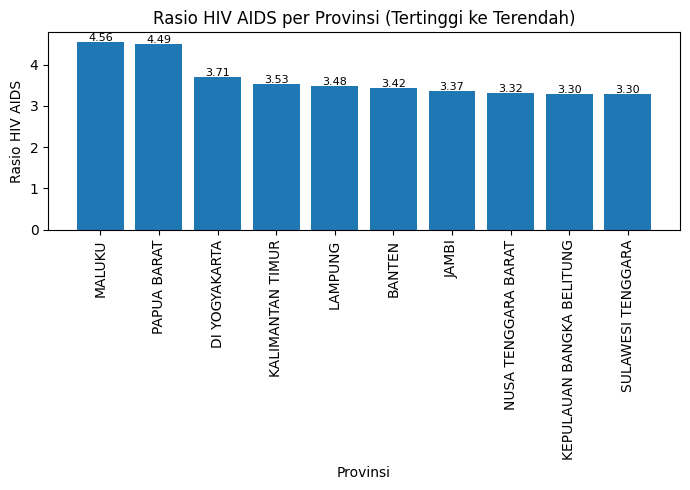 Rasio HIV AIDS per Provinsi (Tertinggi ke Terendah)
Rasio HIV AIDS
4
3
2
1
0
4.56
4.49
3.71
3.53
3.48
3.42
3.37
3.32
3.30
3.30
MALUKU
PAPUA BARAT
DI YOGYAKARTA
KALIMANTAN TIMUR
LAMPUNG
BANTEN
JAMBI
NUSA TENGGARA BARAT
KEPULAUAN BANGKA BELITUNG
SULAWESI TENGGARA
Provinsi